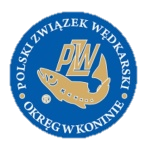 POLSKI ZWIĄZEK WĘDKARSKI
PZW
OKRĘG W KONINIE